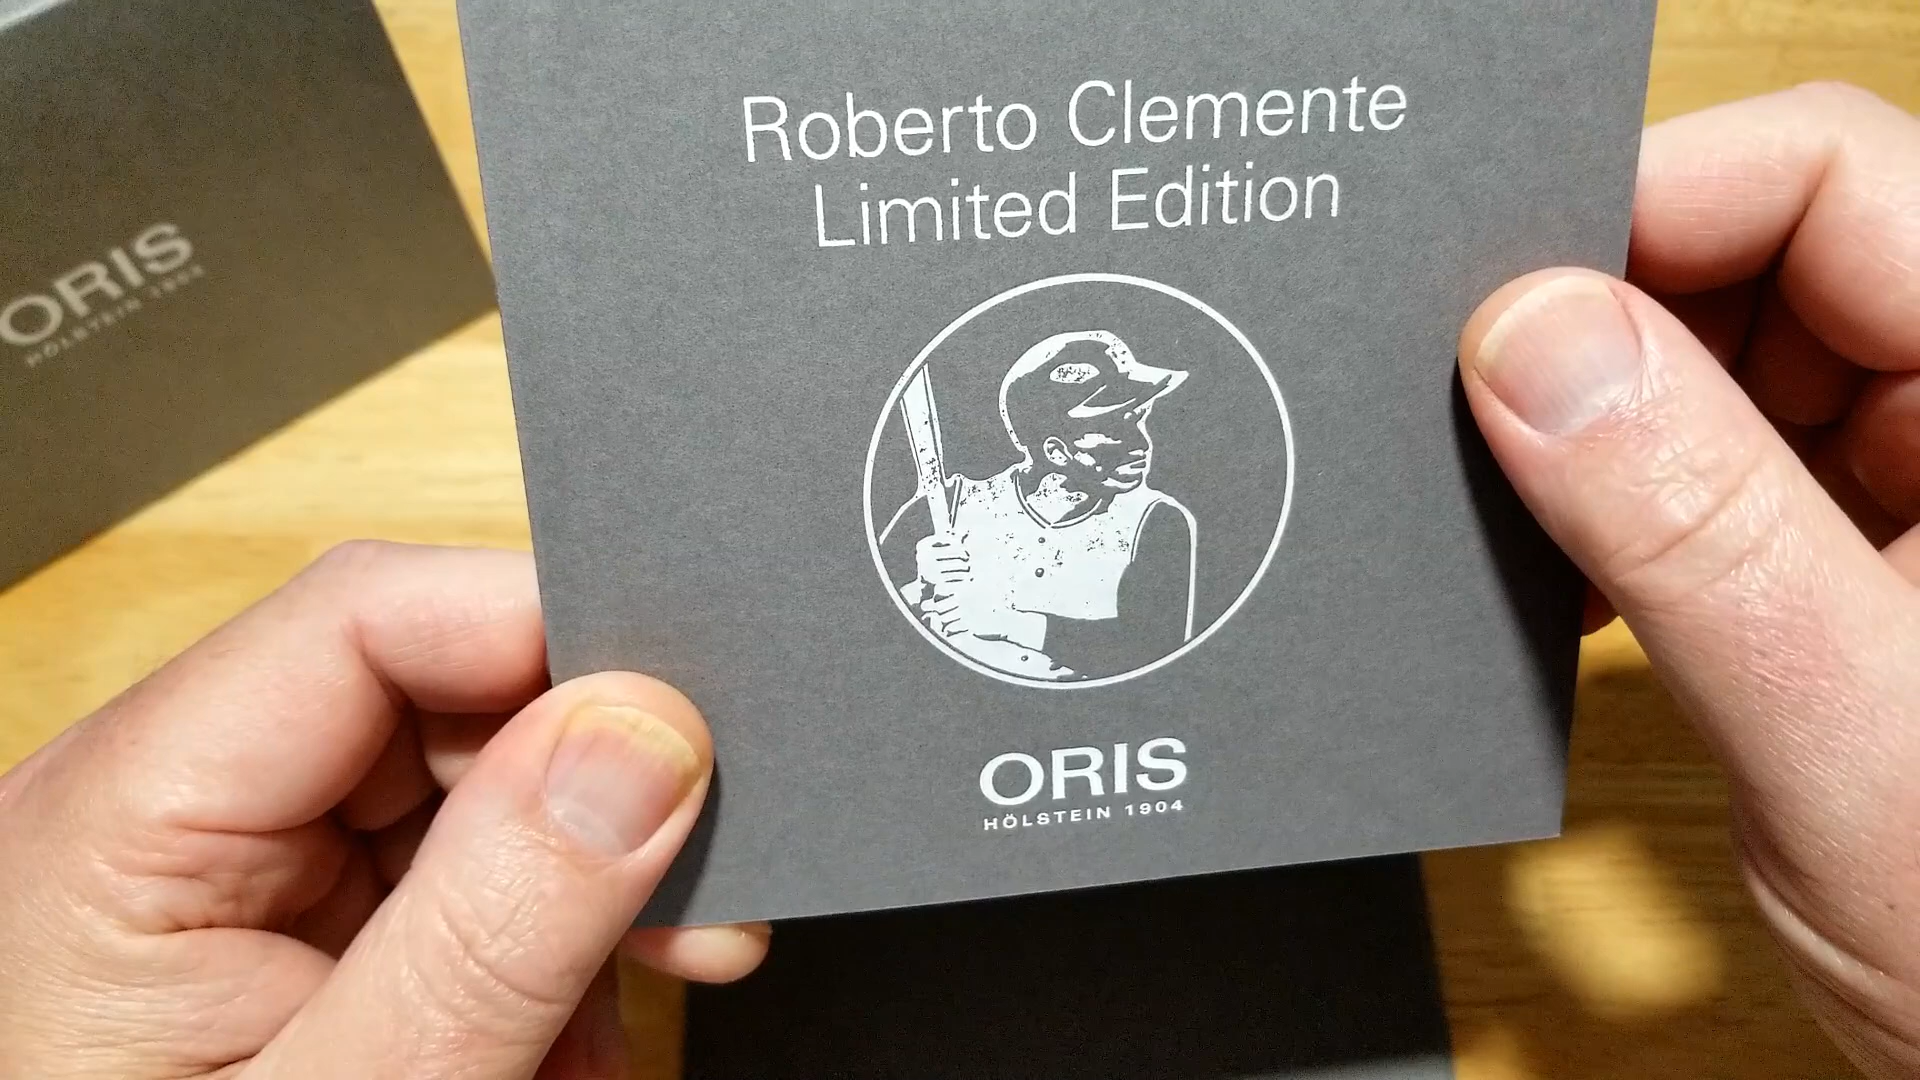 Roberto Clemente
Limited Edition
ORIS
HÖLSTEIN 1904
ORIS
HÖLSTEIN 1904